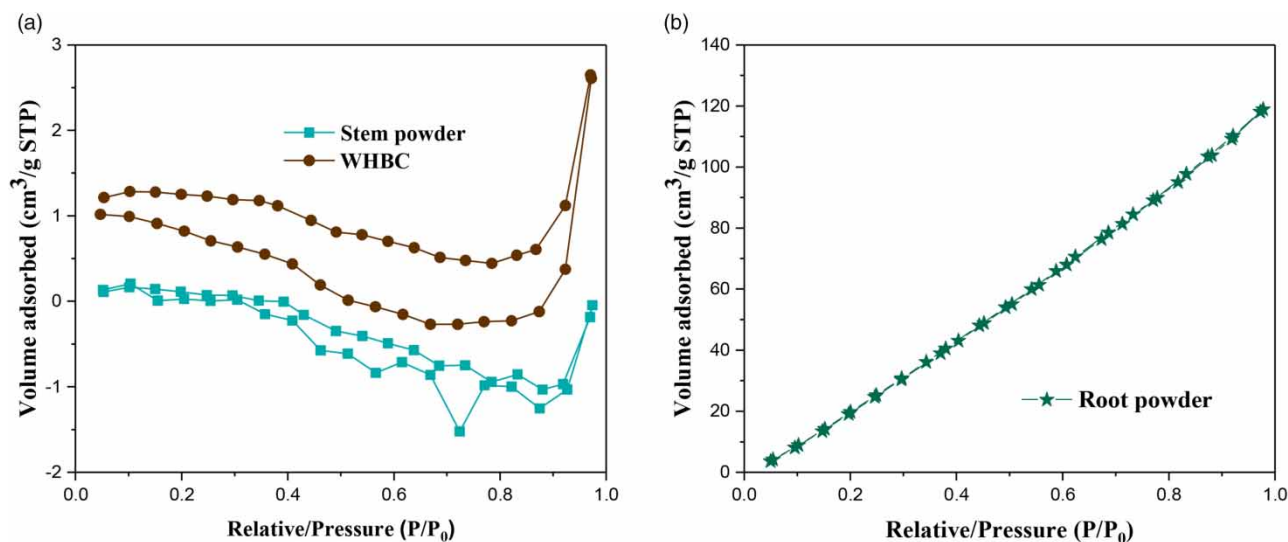 (a)
Volume adsorbed (cm³/g STP)
3
2
1
0
-1
-2
Stem powder
WHBC
0.0 0.2 0.4 0.6 0.8 1.0
Relative/Pressure (P/P₀)
(b)
Volume adsorbed (cm³/g STP)
140
120
100
80
60
40
20
0
Root powder
0.0 0.2 0.4 0.6 0.8 1.0
Relative/Pressure (P/P₀)